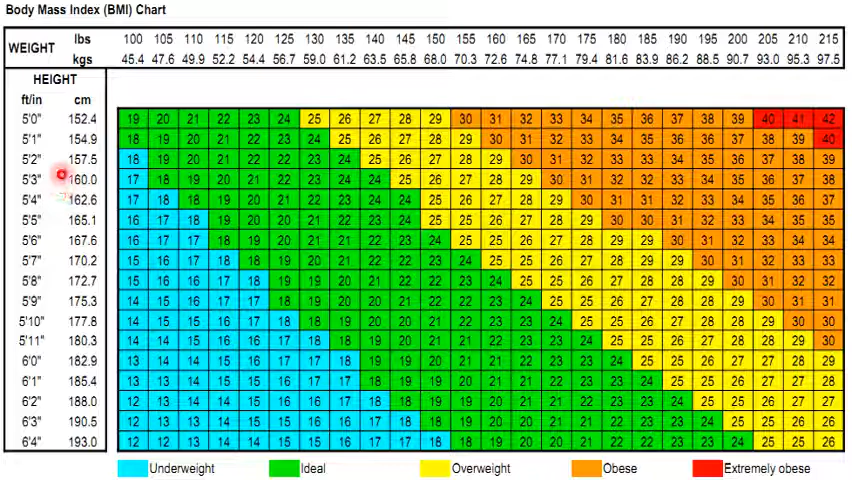 Body Mass Index (BMI) Chart
WEIGHT lbs 100 105 110 115 120 125 130 135 140 145 150 155 160 165 170 175 180 185 190 195 200 205 210 215
kgs 45.4 47.6 49.9 52.2 54.4 56.7 59.0 61.2 63.5 65.8 68.0 70.3 72.6 74.8 77.1 79.4 81.6 83.9 86.2 88.5 90.7 93.0 95.3 97.5
HEIGHT
ft/in cm
5'0" 152.4 19 20 21 22 23 24 25 26 27 28 29 30 31 32 33 34 35 36 37 38 39 40 41 42
5'1" 154.9 18 19 20 21 22 23 24 25 26 27 28 29 30 31 32 33 34 35 36 36 37 38 39 40
5'2" 157.5 18 19 20 21 22 22 23 24 25 26 27 28 29 30 31 32 33 33 34 35 36 37 38 39
5'3" 160.0 17 18 19 20 21 22 23 24 24 25 26 27 28 29 30 31 32 32 33 34 35 36 37 38
5'4" 162.6 17 18 18 19 20 21 22 23 24 24 25 26 27 28 29 30 31 31 32 33 34 35 36 37
5'5" 165.1 16 17 18 19 20 20 21 22 23 24 25 25 26 27 28 29 30 30 31 32 33 34 35 35
5'6" 167.6 16 17 17 18 19 20 21 21 22 23 24 25 25 26 27 28 29 29 30 31 32 33 34 34
5'7" 170.2 15 16 17 18 18 19 20 21 22 22 23 24 25 25 26 27 28 29 29 30 31 32 33 33
5'8" 172.7 15 16 16 17 18 19 19 20 21 22 22 23 24 25 25 26 27 28 28 29 30 31 32 32
5'9" 175.3 14 15 16 17 17 18 19 20 20 21 22 22 23 24 25 25 26 27 28 28 29 30 31 31
5'10" 177.8 14 15 15 16 17 18 18 19 20 20 21 22 23 23 24 25 25 26 27 28 28 29 30 30
5'11" 180.3 14 14 15 16 16 17 18 18 19 20 21 21 22 23 23 24 25 25 26 27 28 28 29 30
6'0" 182.9 13 14 14 15 16 17 17 18 19 19 20 21 21 22 23 23 24 25 25 26 27 27 28 29
6'1" 185.4 13 13 14 15 15 16 17 17 18 19 19 20 21 21 22 23 23 24 25 25 26 27 27 28
6'2" 188.0 12 13 14 14 15 16 16 17 18 18 19 19 20 21 21 22 23 23 24 25 25 26 27 27
6'3" 190.5 12 13 13 14 15 15 16 16 17 18 18 19 20 20 21 21 22 23 23 24 25 25 26 26
6'4" 193.0 12 12 13 14 14 15 15 16 17 17 18 18 19 20 20 21 22 22 23 23 24 25 25 26
Underweight Ideal Overweight Obese Extremely obese